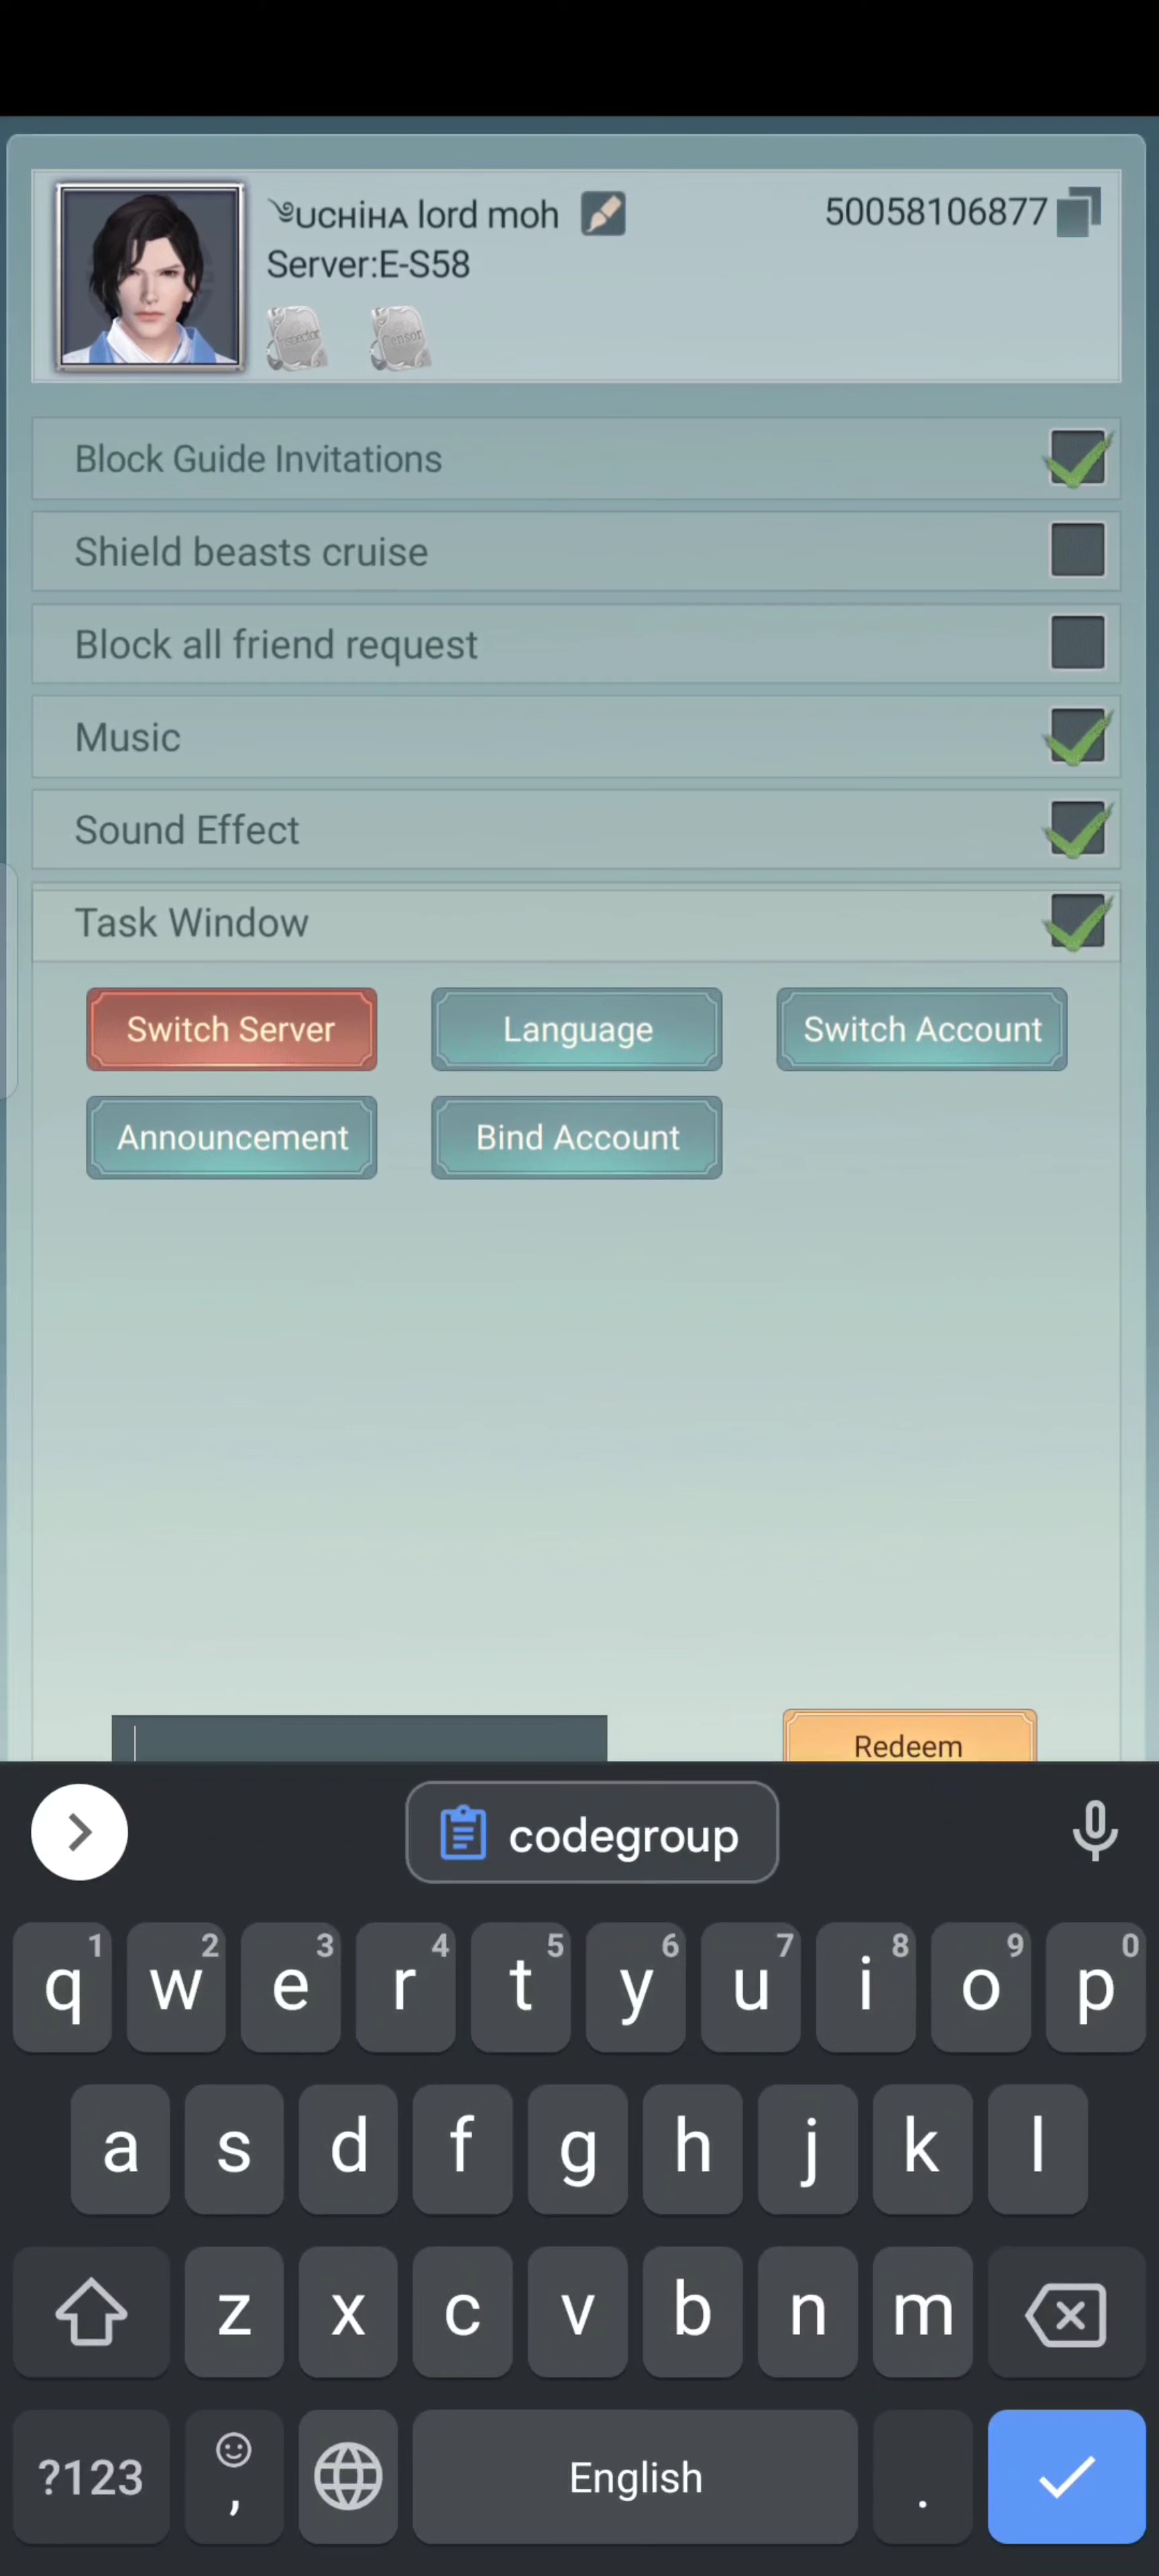 ༄UCHiHA lord moh
50058106877
Server:E-S58
Censor
Block Guide Invitations
Shield beasts cruise
Block all friend request
Music
Sound Effect
Task Window
Switch Server
Language
Switch Account
Announcement
Bind Account
Redeem
codegroup
q1 w2 e3 r4 t5 y6 u7 i8 o9 p0
a s d f g h j k l
z x c v b n m
?123 , English .